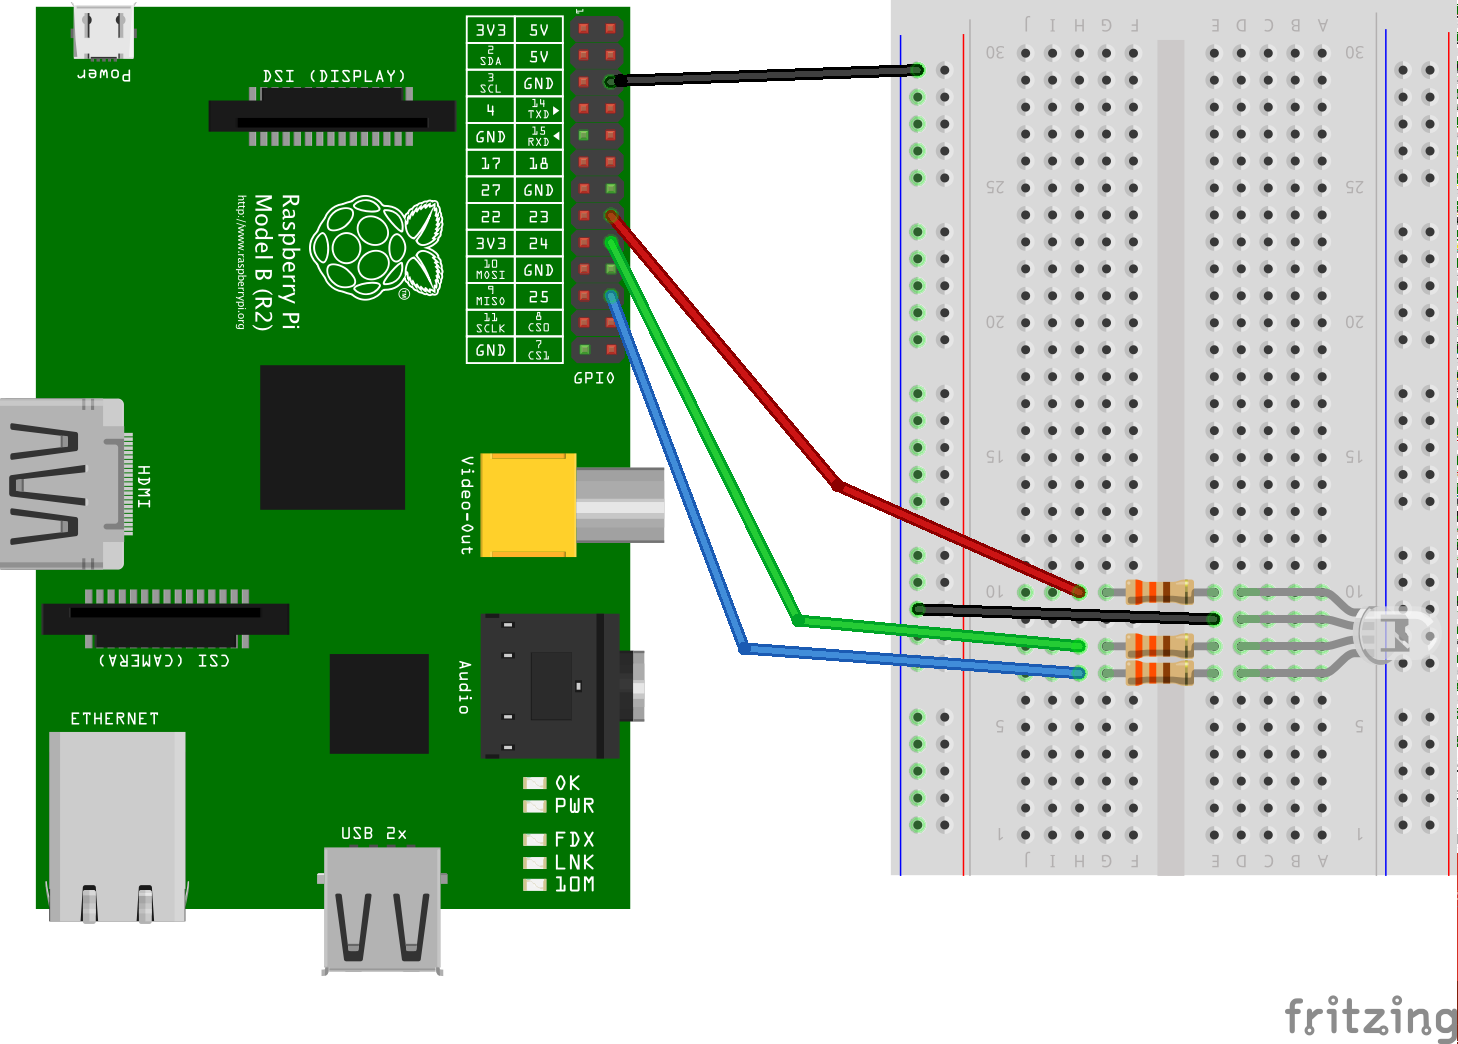 Power
DSI (DISPLAY)
1
3V3 5V
2 SDA 5V
3 SCL GND
4 14 TXD
GND 15 RXD
17 18
27 GND
22 23
3V3 24
10 MOSI GND
9 MISO 25
11 SCLK 8 CS0
GND 7 CS1
GPIO
Raspberry Pi
Model B (R2)
http://www.raspberrypi.org
TM
HDMI
Video-Out
CSI (CAMERA)
Audio
ETHERNET
USB 2x
OK
PWR
FDX
LNK
10M
J I H G F E D C B A
30 30
25 25
20 20
15 15
10 10
5 5
1 1
J I H G F E D C B A
fritzing